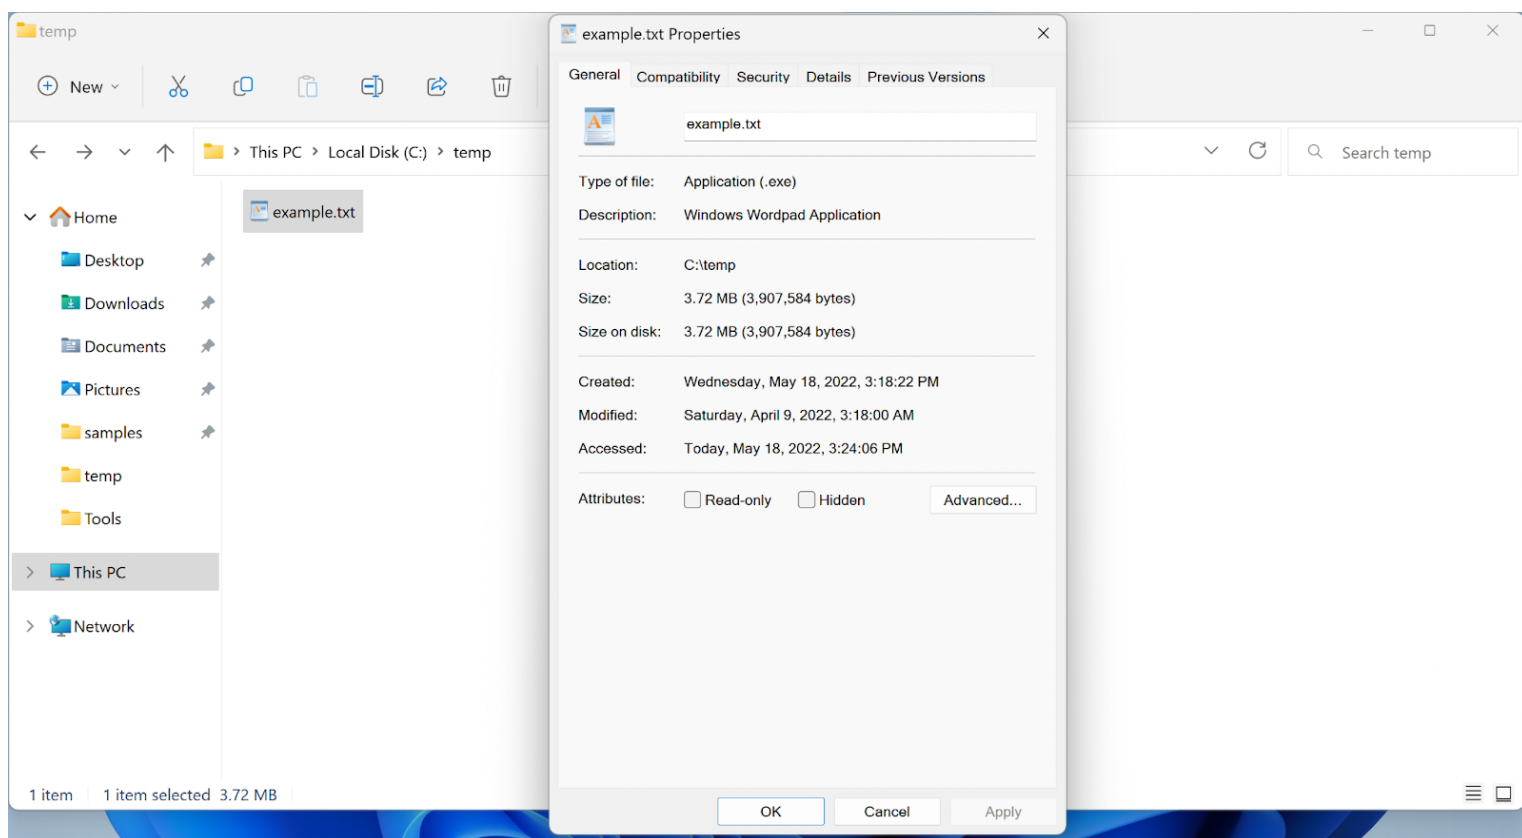 temp
New
This PC > Local Disk (C:) > temp
Search temp
Home
Desktop
Downloads
Documents
Pictures
samples
temp
Tools
This PC
Network
example.txt
1 item
1 item selected 3.72 MB
example.txt Properties
General Compatibility Security Details Previous Versions
example.txt
Type of file: Application (.exe)
Description: Windows Wordpad Application
Location: C:\temp
Size: 3.72 MB (3,907,584 bytes)
Size on disk: 3.72 MB (3,907,584 bytes)
Created: Wednesday, May 18, 2022, 3:18:22 PM
Modified: Saturday, April 9, 2022, 3:18:00 AM
Accessed: Today, May 18, 2022, 3:24:06 PM
Attributes: Read-only Hidden Advanced...
OK Cancel Apply